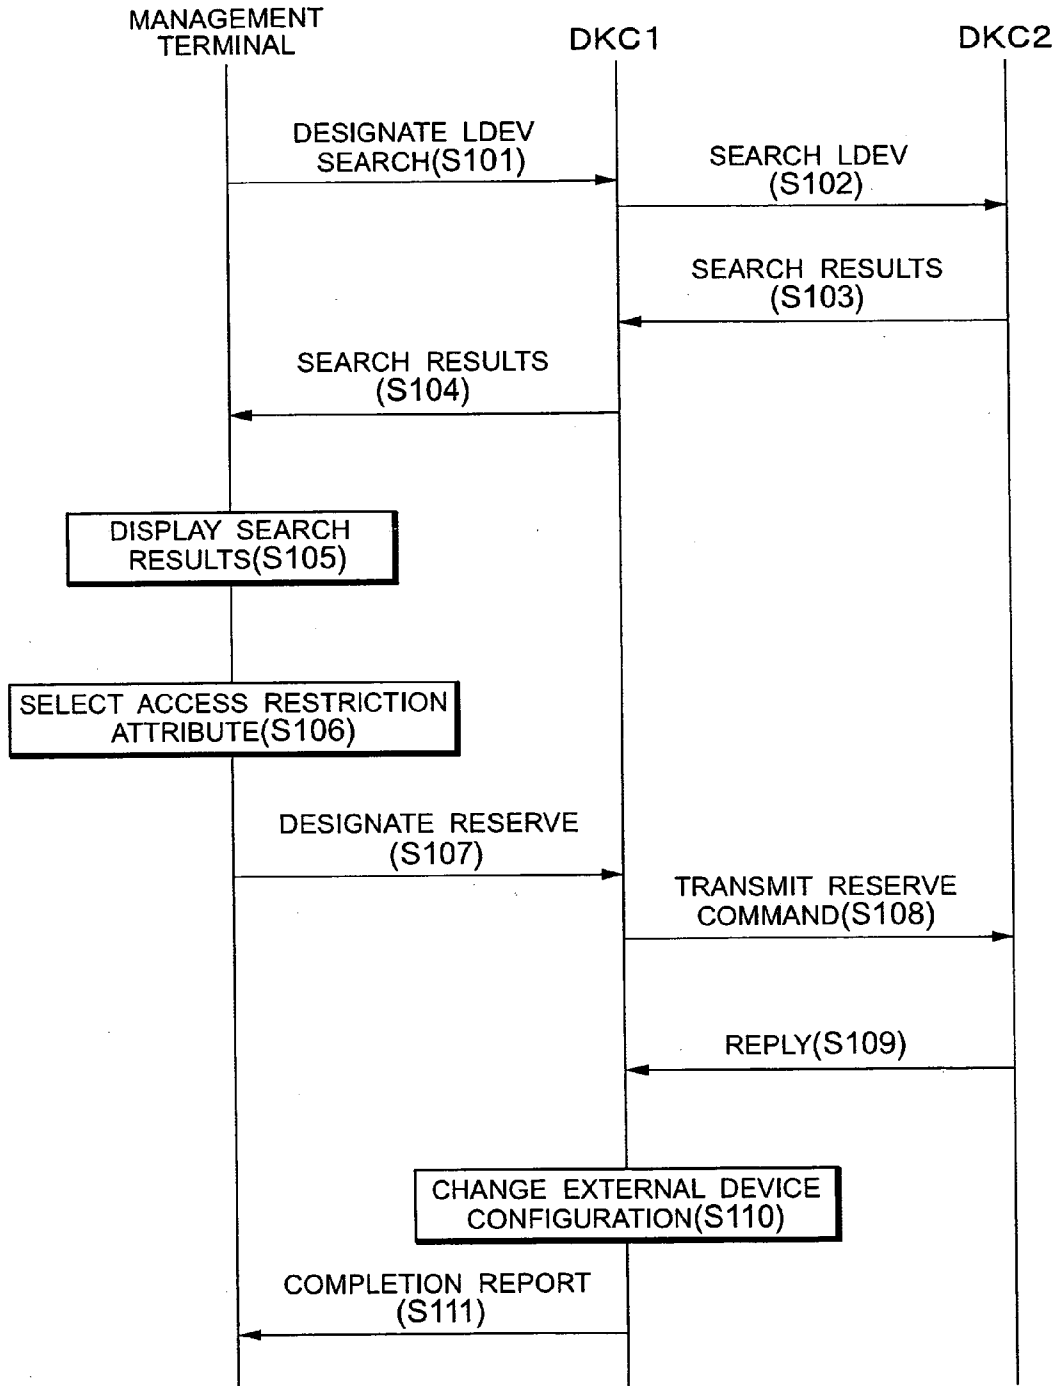 MANAGEMENT
TERMINAL
DKC1
DKC2
DESIGNATE LDEV
SEARCH(S101)
SEARCH LDEV
(S102)
SEARCH RESULTS
(S103)
SEARCH RESULTS
(S104)
DISPLAY SEARCH
RESULTS(S105)
SELECT ACCESS RESTRICTION
ATTRIBUTE(S106)
DESIGNATE RESERVE
(S107)
TRANSMIT RESERVE
COMMAND(S108)
REPLY(S109)
CHANGE EXTERNAL DEVICE
CONFIGURATION(S110)
COMPLETION REPORT
(S111)